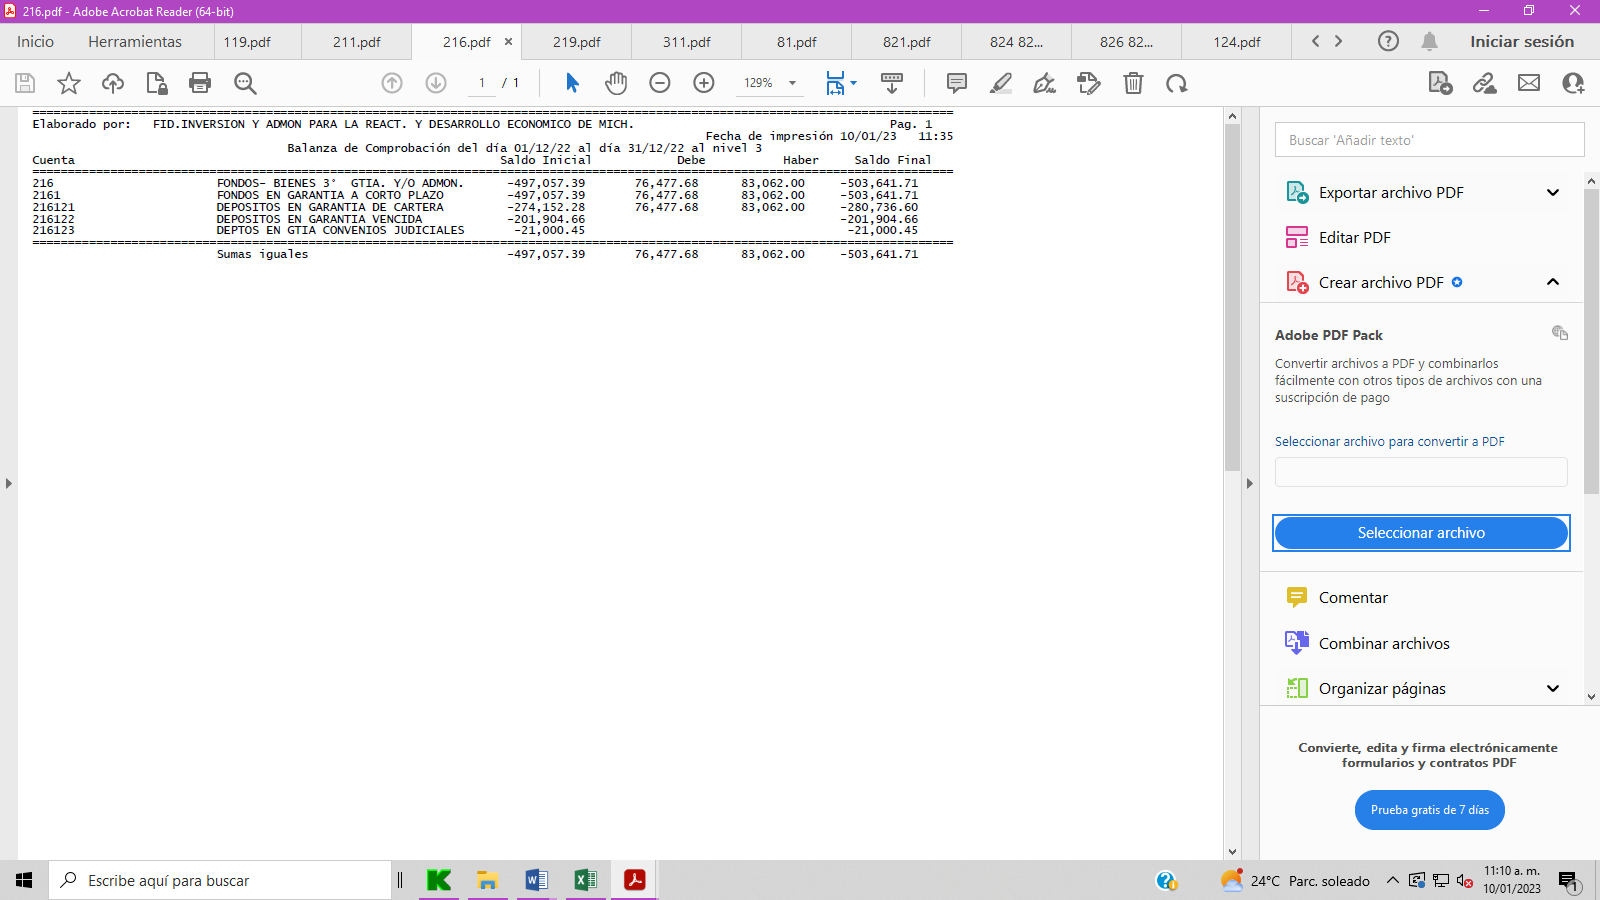 216.pdf - Adobe Acrobat Reader (64-bit)
Inicio Herramientas 119.pdf 211.pdf 216.pdf × 219.pdf 311.pdf 81.pdf 821.pdf 824 82... 826 82... 124.pdf Iniciar sesión
1 / 1 129%
Elaborado por: FID.INVERSION Y ADMON PARA LA REACT. Y DESARROLLO ECONOMICO DE MICH. Pag. 1
Fecha de impresión 10/01/23 11:35
Balanza de Comprobación del día 01/12/22 al día 31/12/22 al nivel 3
Cuenta Saldo Inicial Debe Haber Saldo Final
216 FONDOS- BIENES 3° GTIA. Y/O ADMON. -497,057.39 76,477.68 83,062.00 -503,641.71
2161 FONDOS EN GARANTIA A CORTO PLAZO -497,057.39 76,477.68 83,062.00 -503,641.71
216121 DEPOSITOS EN GARANTIA DE CARTERA -274,152.28 76,477.68 83,062.00 -280,736.60
216122 DEPOSITOS EN GARANTIA VENCIDA -201,904.66 -201,904.66
216123 DEPTOS EN GTIA CONVENIOS JUDICIALES -21,000.45 -21,000.45
Sumas iguales -497,057.39 76,477.68 83,062.00 -503,641.71
Buscar 'Añadir texto'
Exportar archivo PDF
Editar PDF
Crear archivo PDF
Adobe PDF Pack
Convertir archivos a PDF y combinarlos
fácilmente con otros tipos de archivos con una
suscripción de pago
Seleccionar archivo para convertir a PDF
Seleccionar archivo
Comentar
Combinar archivos
Organizar páginas
Convierte, edita y firma electrónicamente
formularios y contratos PDF
Prueba gratis de 7 días
Escribe aquí para buscar
24°C Parc. soleado
11:10 a. m.
10/01/2023
1